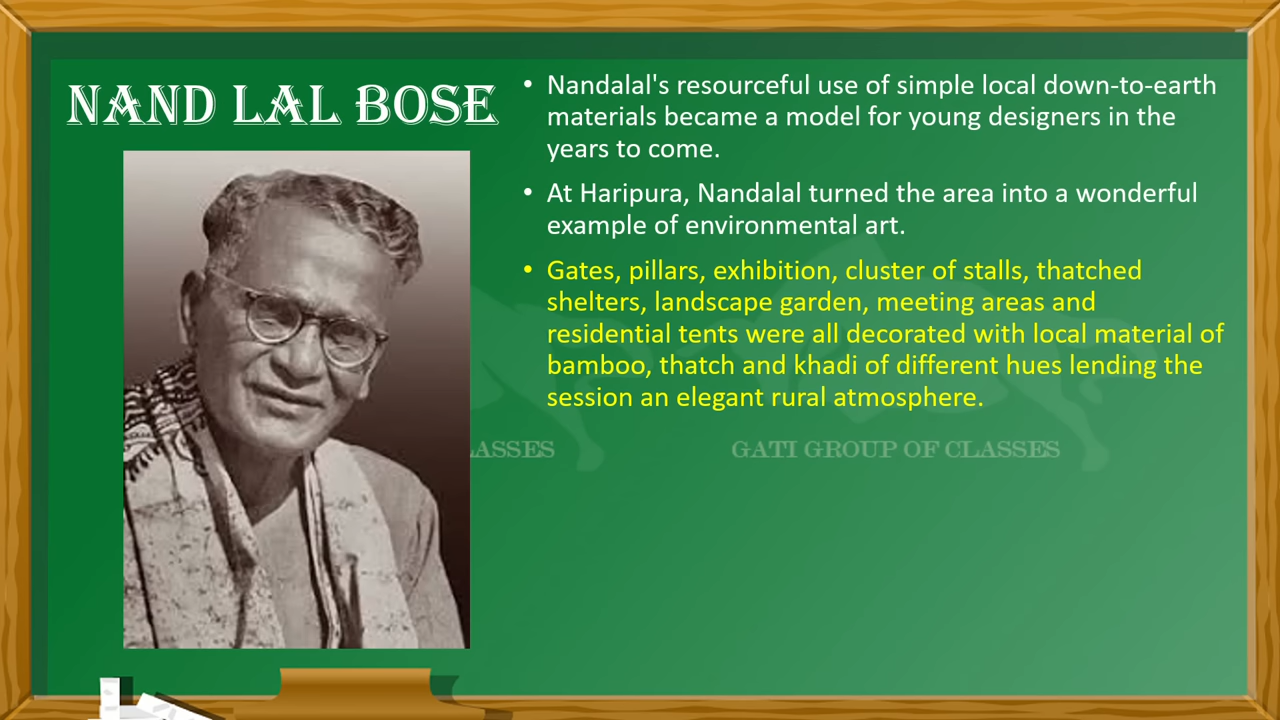 NAND LAL BOSE
• Nandalal's resourceful use of simple local down-to-earth
materials became a model for young designers in the
years to come.
• At Haripura, Nandalal turned the area into a wonderful
example of environmental art.
• Gates, pillars, exhibition, cluster of stalls, thatched
shelters, landscape garden, meeting areas and
residential tents were all decorated with local material of
bamboo, thatch and khadi of different hues lending the
session an elegant rural atmosphere.
LASSES
GATI GROUP OF CLASSES